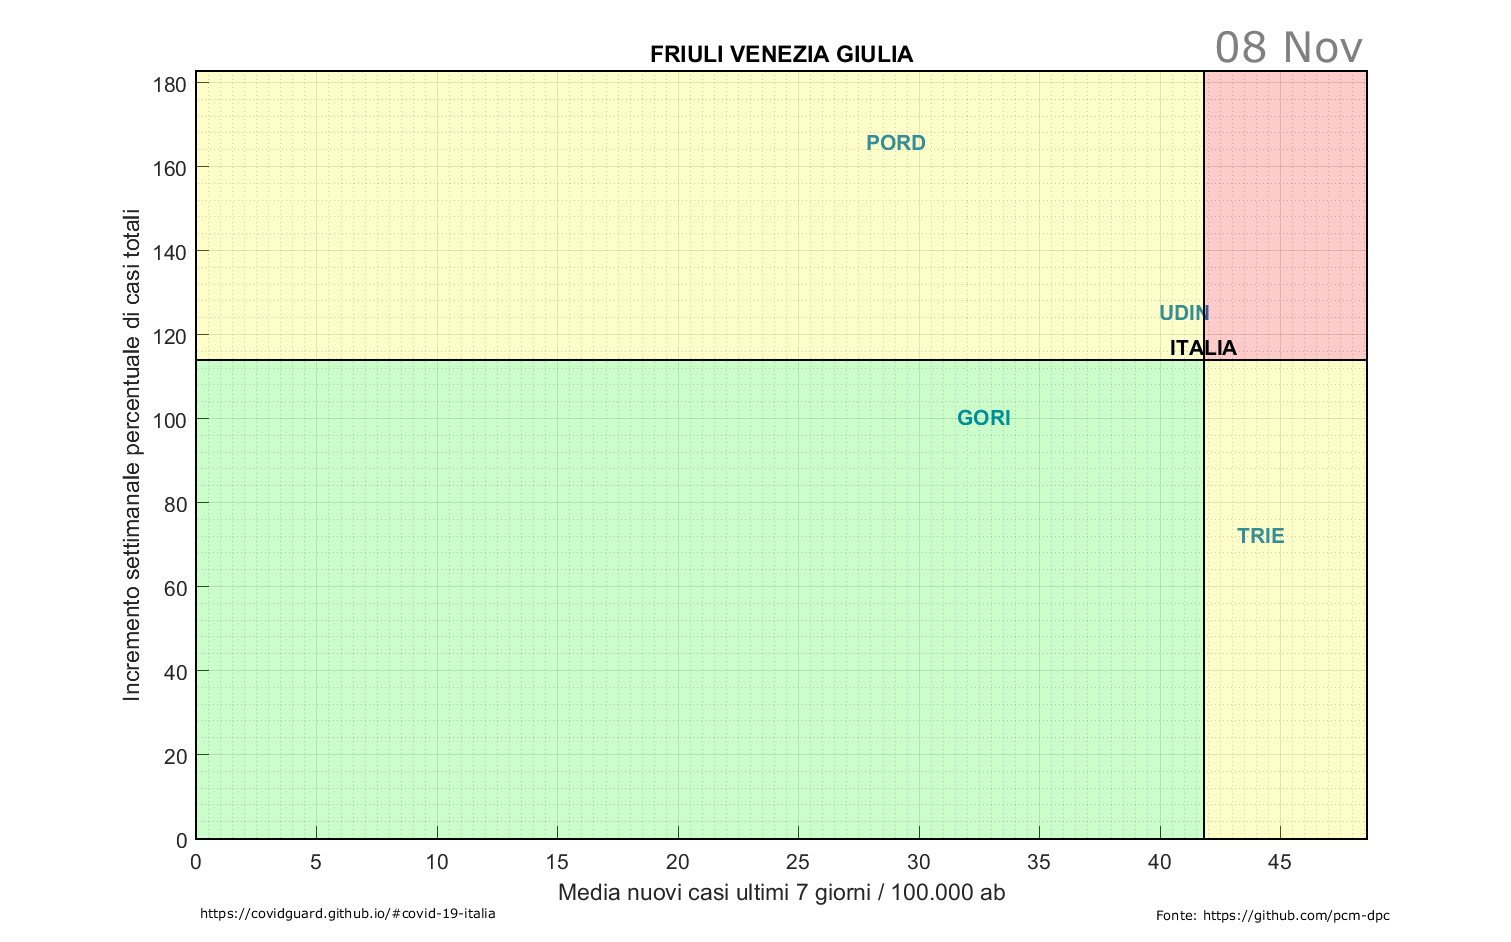 08 Nov
FRIULI VENEZIA GIULIA
180
160
140
120
100
80
60
40
20
0
Incremento settimanale percentuale di casi totali
PORD
UDIN
ITALIA
GORI
TRIE
0 5 10 15 20 25 30 35 40 45
Media nuovi casi ultimi 7 giorni / 100.000 ab
https://covidguard.github.io/#covid-19-italia
Fonte: https://github.com/pcm-dpc